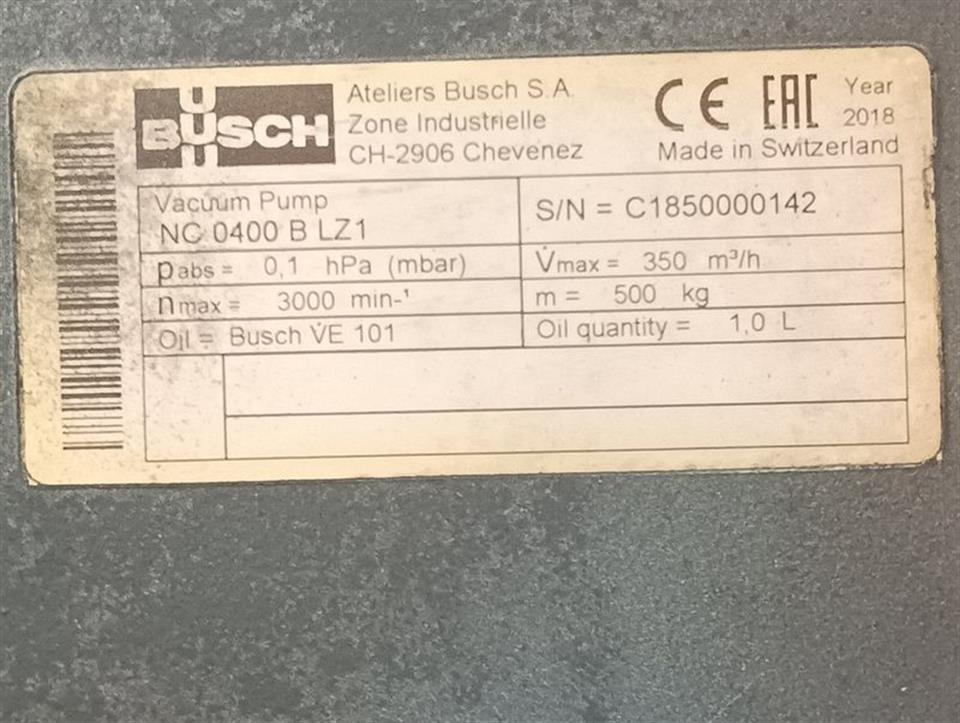 BUSCH
Ateliers Busch S.A.
Zone Industrielle
CH-2906 Chevenez
CE EAC Year
2018
Made in Switzerland
Vacuum Pump
NC 0400 B LZ1
S/N = C1850000142
pabs = 0,1 hPa (mbar)
V̇max = 350 m³/h
nmax = 3000 min-¹
m = 500 kg
Oil = Busch VE 101
Oil quantity = 1,0 L